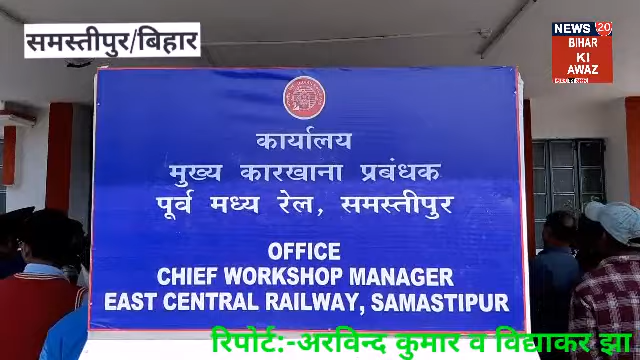 समस्तीपुर/बिहार
NEWS 20
BIHAR
KI
AWAZ
कार्यालय
मुख्य कारखाना प्रबंधक
पूर्व मध्य रेल, समस्तीपुर
OFFICE
CHIEF WORKSHOP MANAGER
EAST CENTRAL RAILWAY, SAMASTIPUR
रिपोर्ट:-अरविन्द कुमार व विद्याकर झा